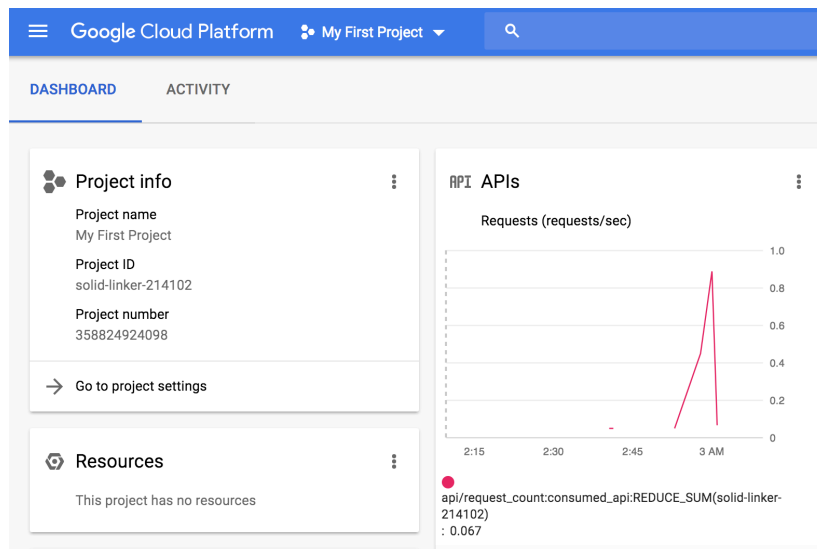 Google Cloud Platform
My First Project
DASHBOARD
ACTIVITY
Project info
Project name
My First Project
Project ID
solid-linker-214102
Project number
358824924098
Go to project settings
Resources
This project has no resources
API
APIs
Requests (requests/sec)
1.0
0.8
0.6
0.4
0.2
0
2:15
2:30
2:45
3 AM
api/request_count:consumed_api:REDUCE_SUM(solid-linker-
214102)
: 0.067